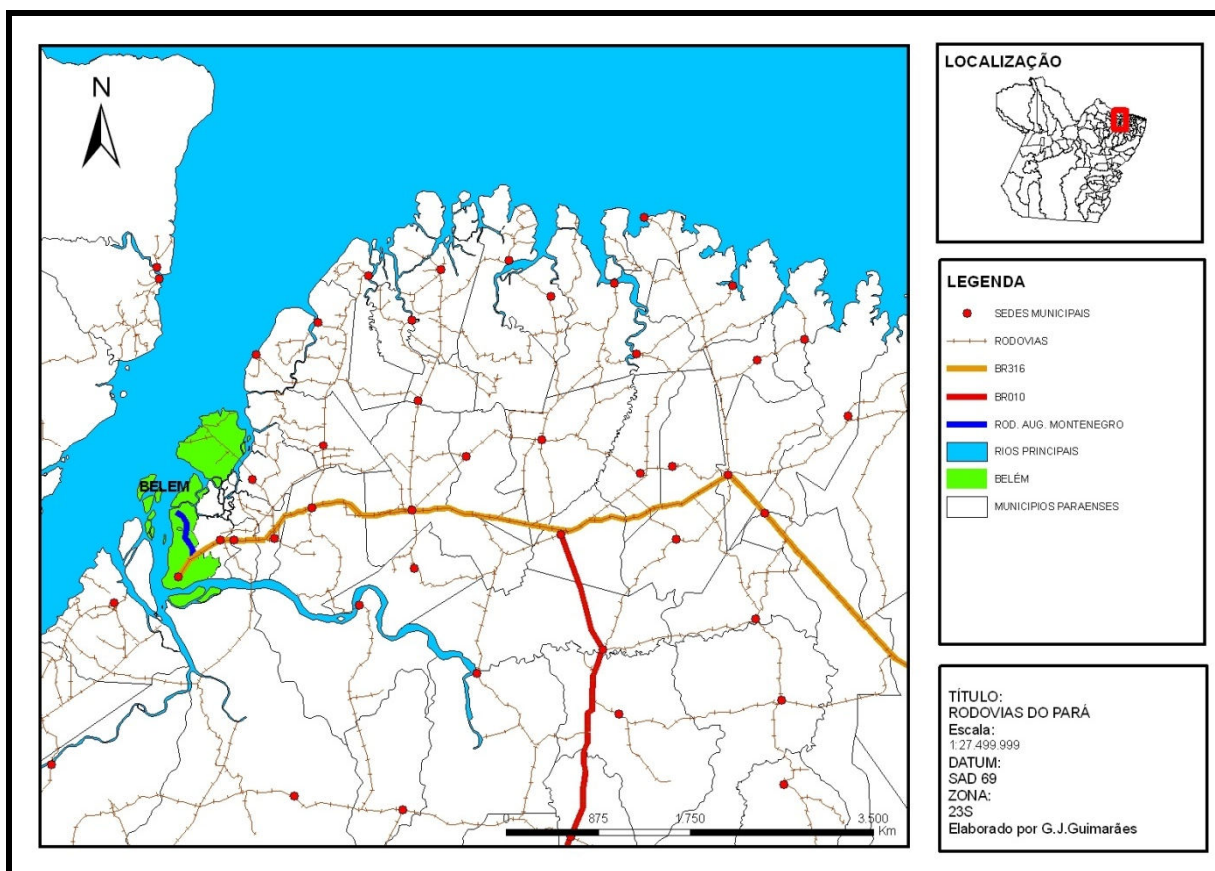 N
BELEM
0 875 1.750 3.500
Km
LOCALIZAÇÃO
LEGENDA
SEDES MUNICIPAIS
RODOVIAS
BR316
BR010
ROD. AUG. MONTENEGRO
RIOS PRINCIPAIS
BELÉM
MUNICIPIOS PARAENSES
TÍTULO:
RODOVIAS DO PARÁ
Escala:
1:27.499.999
DATUM:
SAD 69
ZONA:
23S
Elaborado por G.J.Guimarães